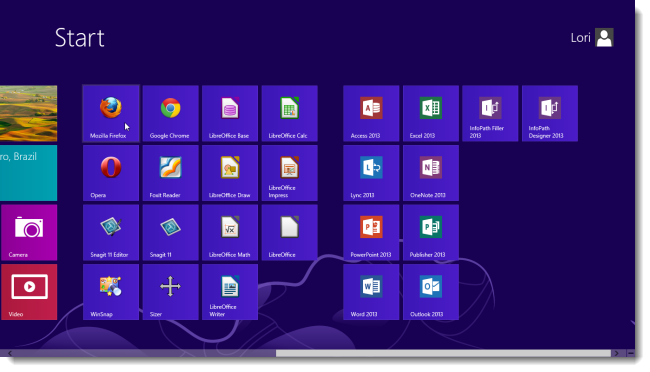 Start
Lori
Mozilla Firefox
Google Chrome
LibreOffice Base
LibreOffice Calc
Access 2013
Excel 2013
InfoPath Filler
2013
InfoPath
Designer 2013
ro, Brazil
Opera
Foxit Reader
LibreOffice Draw
LibreOffice
Impress
Lync 2013
OneNote 2013
Camera
Snagit 11 Editor
Snagit 11
LibreOffice Math
LibreOffice
PowerPoint 2013
Publisher 2013
Video
WinSnap
Sizer
LibreOffice
Writer
Word 2013
Outlook 2013